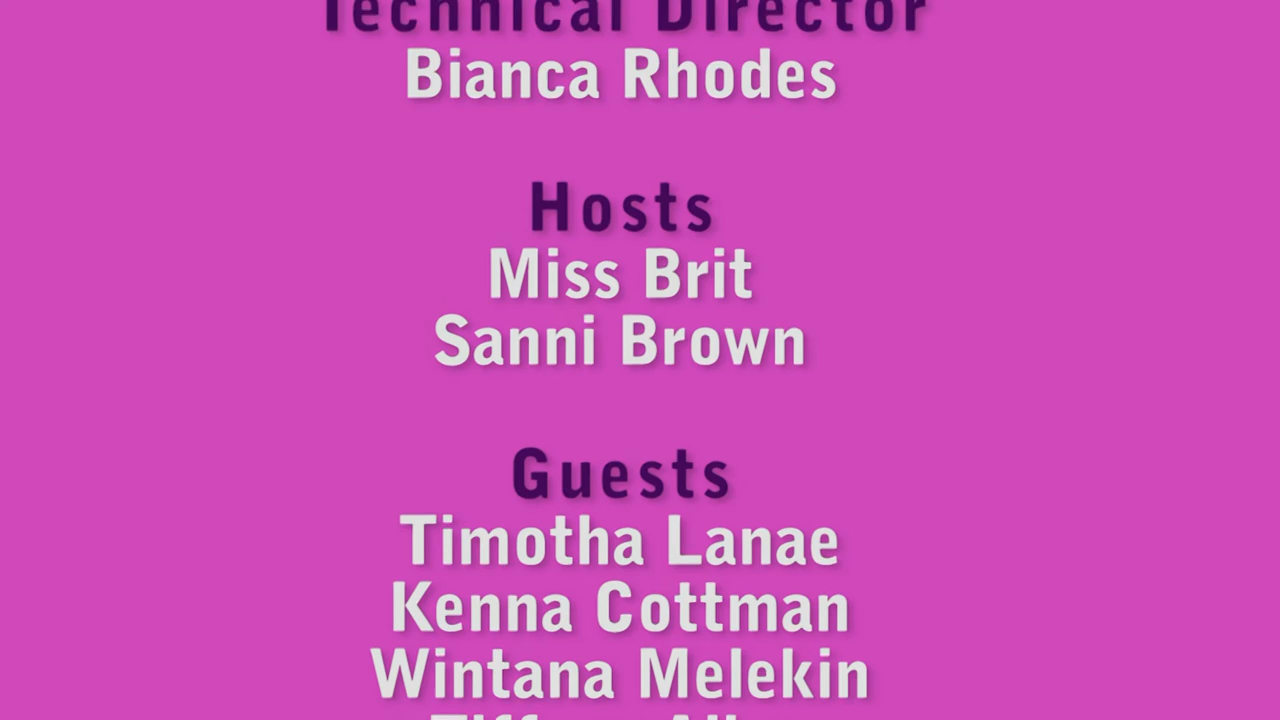 Technical Director
Bianca Rhodes
Hosts
Miss Brit
Sanni Brown
Guests
Timotha Lanae
Kenna Cottman
Wintana Melekin